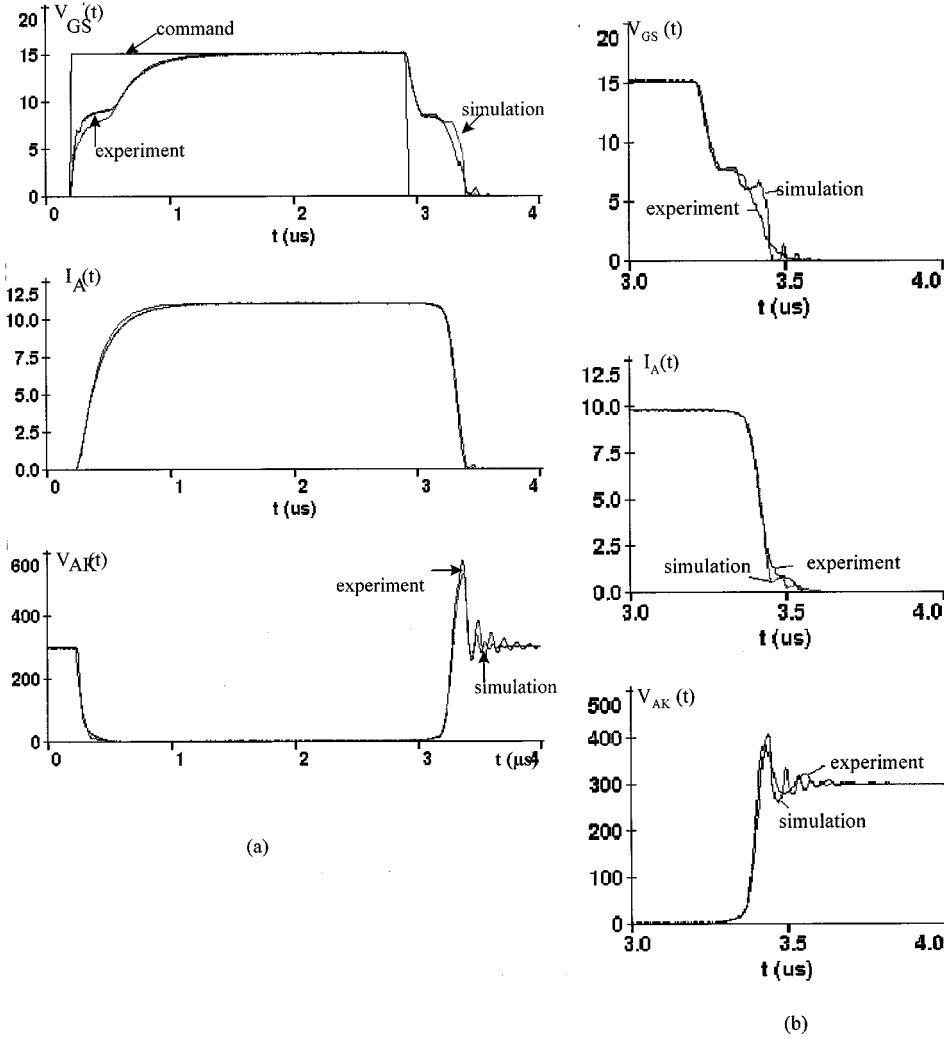 V_GS(t)
command
20
15
10
5
0
experiment
simulation
0
1
2
3
4
t (us)
I_A(t)
12.5
10.0
7.5
5.0
2.5
0.0
0
1
2
3
4
t (us)
V_AK(t)
600
400
200
0
experiment
simulation
0
1
2
3
t (μs)
4
(a)
V_GS (t)
20
15
10
5
0
simulation
experiment
3.0
3.5
4.0
t (us)
I_A(t)
12.5
10.0
7.5
5.0
2.5
0.0
experiment
simulation
3.0
3.5
4.0
t (us)
V_AK (t)
500
400
300
200
100
0
experiment
simulation
3.0
3.5
4.0
t (us)
(b)